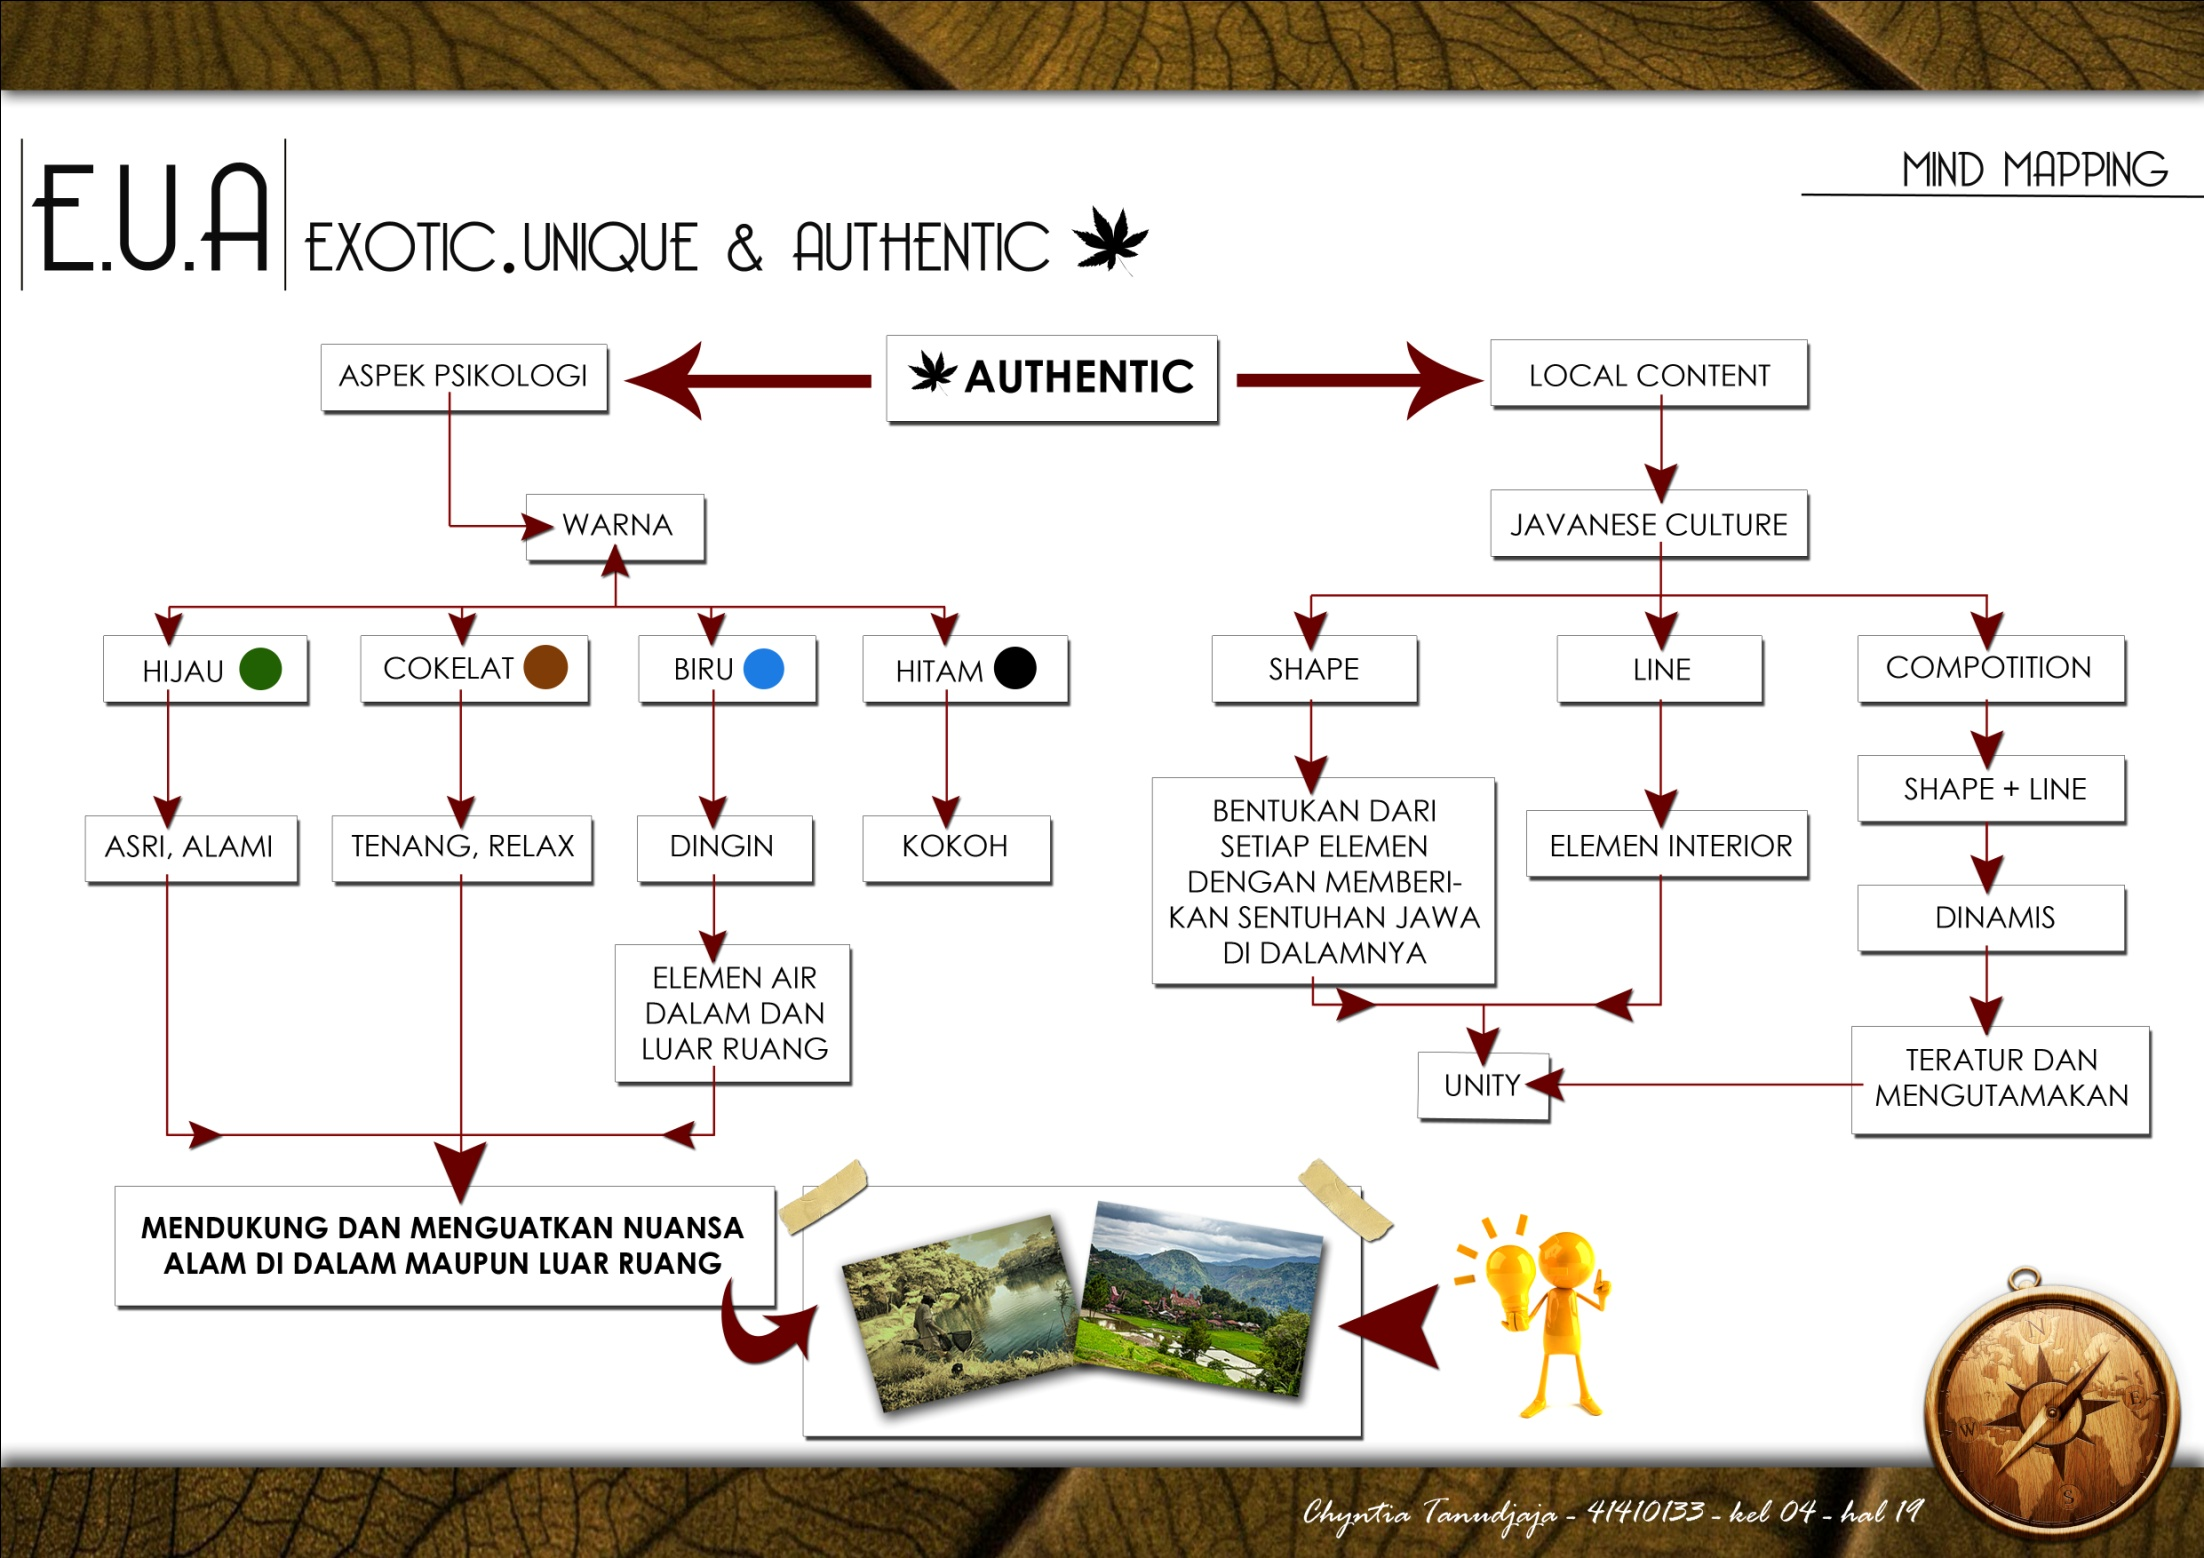 E.U.A
EXOTIC.UNIQUE & AUTHENTIC
MIND MAPPING
ASPEK PSIKOLOGI
AUTHENTIC
LOCAL CONTENT
WARNA
JAVANESE CULTURE
HIJAU
COKELAT
BIRU
HITAM
SHAPE
LINE
COMPOTITION
ASRI, ALAMI
TENANG, RELAX
DINGIN
KOKOH
BENTUKAN DARI
SETIAP ELEMEN
DENGAN MEMBERI-
KAN SENTUHAN JAWA
DI DALAMNYA
ELEMEN INTERIOR
SHAPE + LINE
DINAMIS
ELEMEN AIR
DALAM DAN
LUAR RUANG
UNITY
TERATUR DAN
MENGUTAMAKAN
MENDUKUNG DAN MENGUATKAN NUANSA
ALAM DI DALAM MAUPUN LUAR RUANG
N
E
W
S
Chyntia Tanudjaja - 41410133 - kel 04 - hal 19